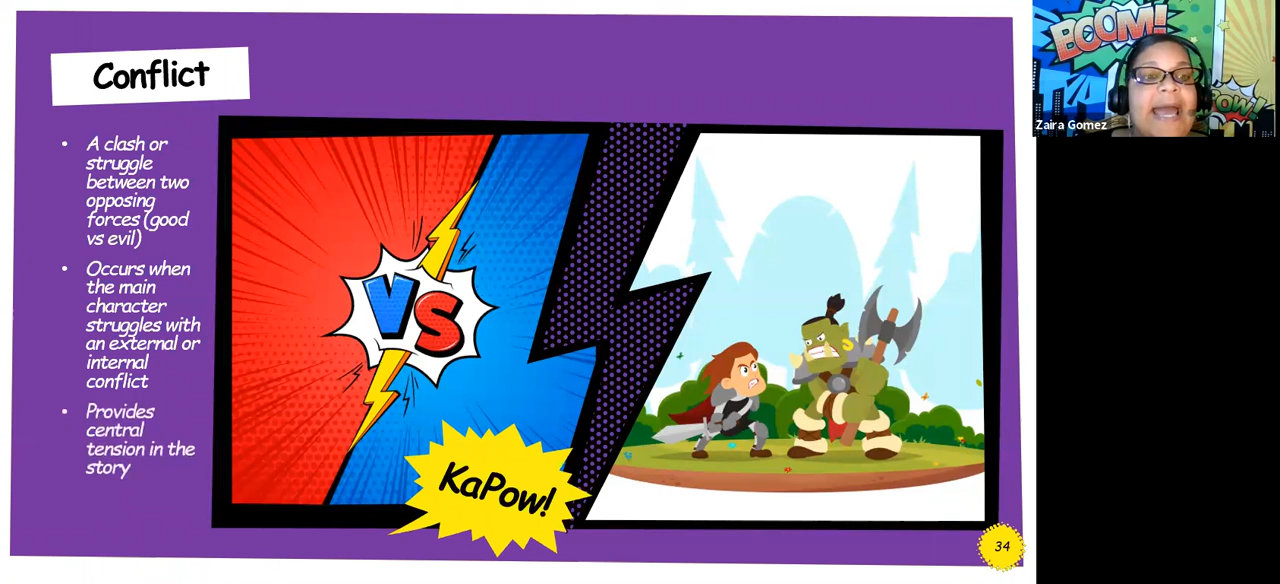 Conflict
• A clash or
struggle
between two
opposing
forces (good
vs evil)
• Occurs when
the main
character
struggles with
an external or
internal
conflict
• Provides
central
tension in the
story
VS
KaPow!
34
BOOM!
POW!
Zaira Gomez